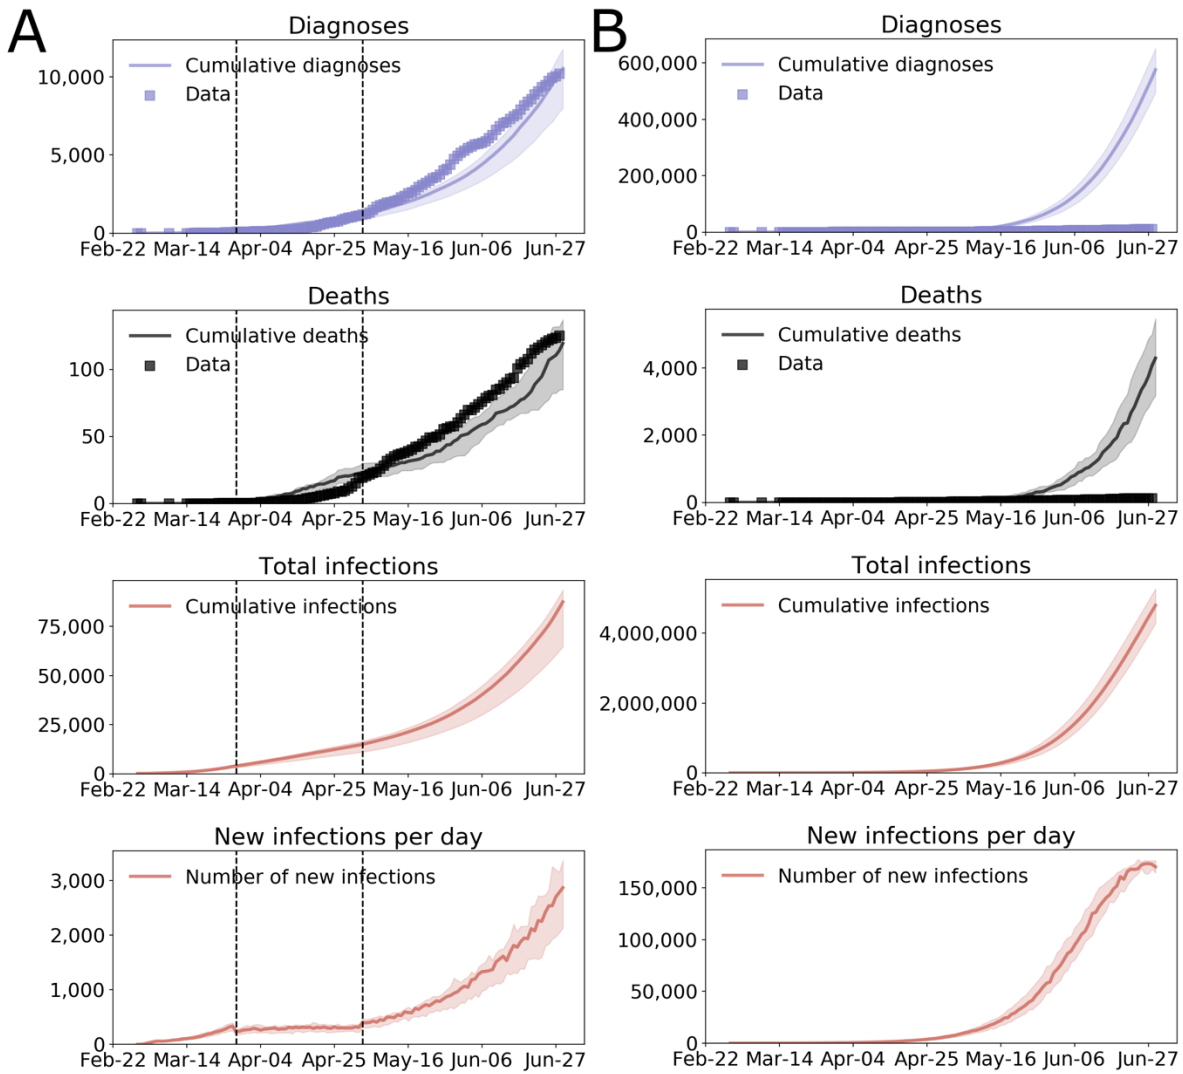 A
Diagnoses
Cumulative diagnoses
Data
10,000
5,000
0
Feb-22 Mar-14 Apr-04 Apr-25 May-16 Jun-06 Jun-27
Deaths
Cumulative deaths
Data
100
50
0
Feb-22 Mar-14 Apr-04 Apr-25 May-16 Jun-06 Jun-27
Total infections
Cumulative infections
75,000
50,000
25,000
0
Feb-22 Mar-14 Apr-04 Apr-25 May-16 Jun-06 Jun-27
New infections per day
Number of new infections
3,000
2,000
1,000
0
Feb-22 Mar-14 Apr-04 Apr-25 May-16 Jun-06 Jun-27
B
Diagnoses
Cumulative diagnoses
Data
600,000
400,000
200,000
0
Feb-22 Mar-14 Apr-04 Apr-25 May-16 Jun-06 Jun-27
Deaths
Cumulative deaths
Data
4,000
2,000
0
Feb-22 Mar-14 Apr-04 Apr-25 May-16 Jun-06 Jun-27
Total infections
Cumulative infections
4,000,000
2,000,000
0
Feb-22 Mar-14 Apr-04 Apr-25 May-16 Jun-06 Jun-27
New infections per day
Number of new infections
150,000
100,000
50,000
0
Feb-22 Mar-14 Apr-04 Apr-25 May-16 Jun-06 Jun-27